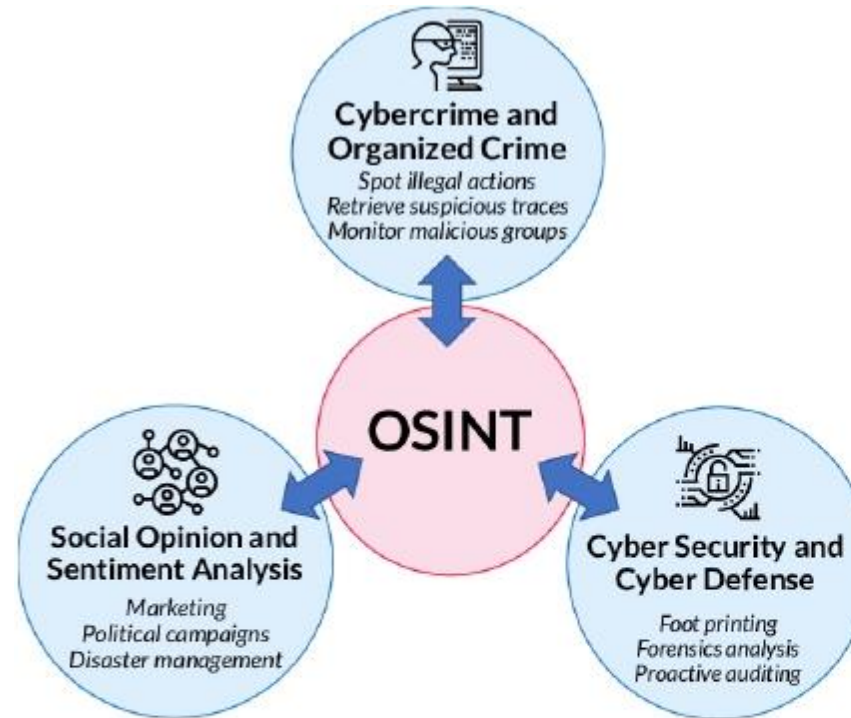 Cybercrime and
Organized Crime
Spot illegal actions
Retrieve suspicious traces
Monitor malicious groups
OSINT
Social Opinion and
Sentiment Analysis
Marketing
Political campaigns
Disaster management
Cyber Security and
Cyber Defense
Foot printing
Forensics analysis
Proactive auditing